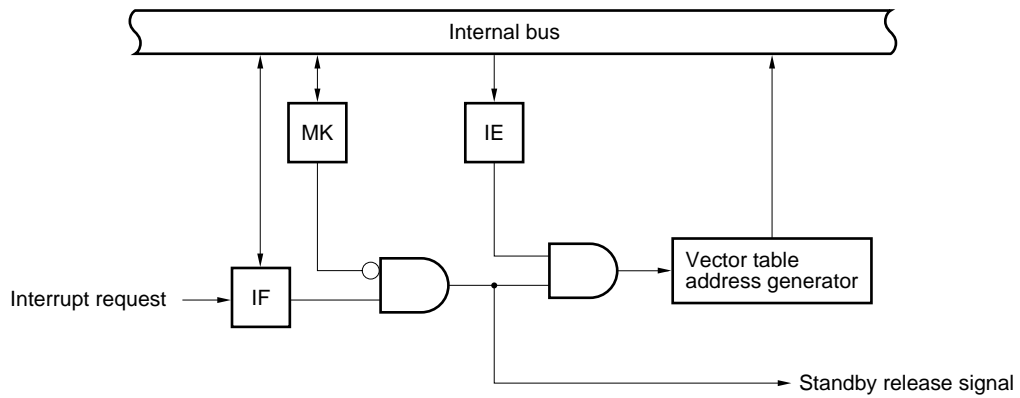 Internal bus
MK
IE
Vector table
address generator
Interrupt request
IF
Standby release signal